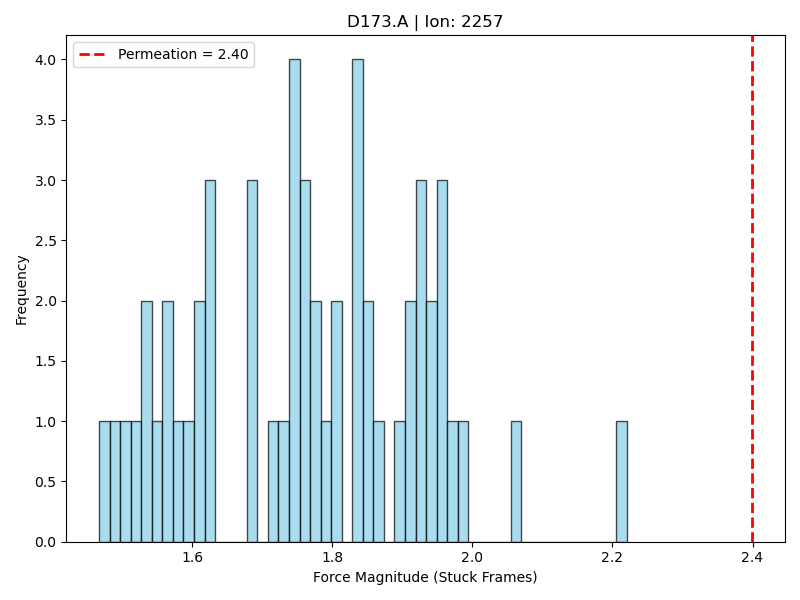 D173.A | Ion: 2257
Permeation = 2.40
4.0
3.5
3.0
2.5
2.0
1.5
1.0
0.5
0.0
Frequency
1.6 1.8 2.0 2.2 2.4
Force Magnitude (Stuck Frames)